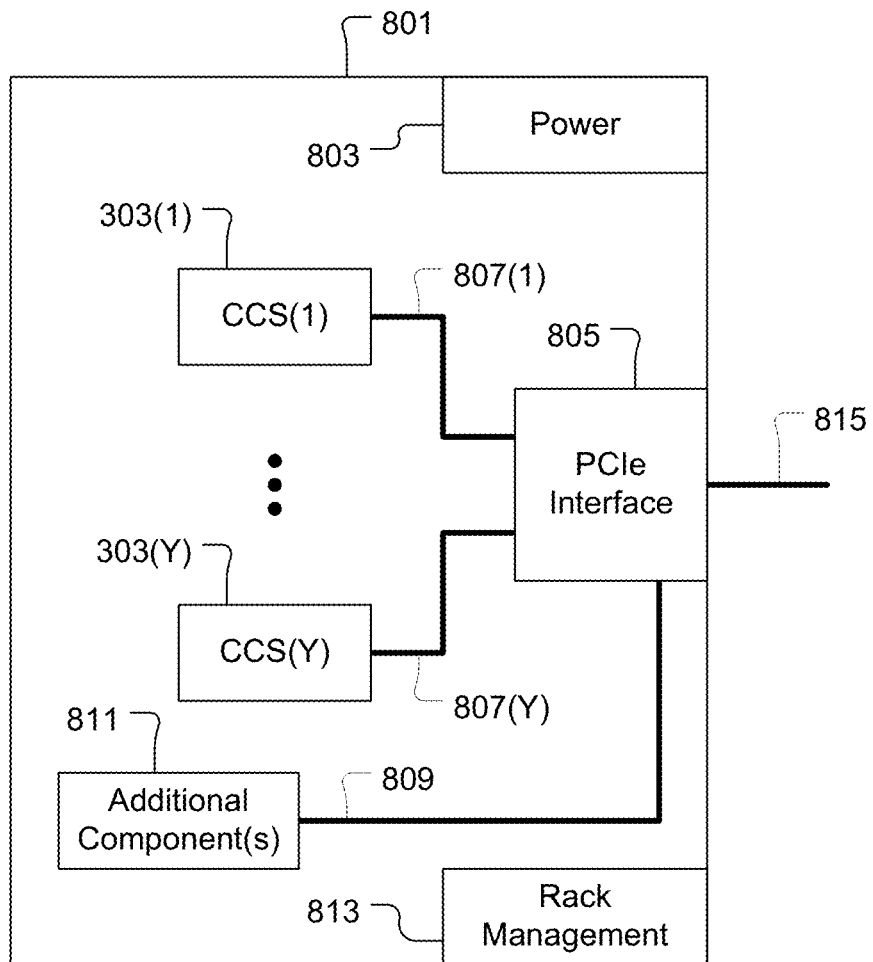 801
Power
803
303(1)
807(1)
CCS(1)
805
815
PCIe
Interface
303(Y)
CCS(Y)
807(Y)
811
809
Additional
Component(s)
Rack
Management
813